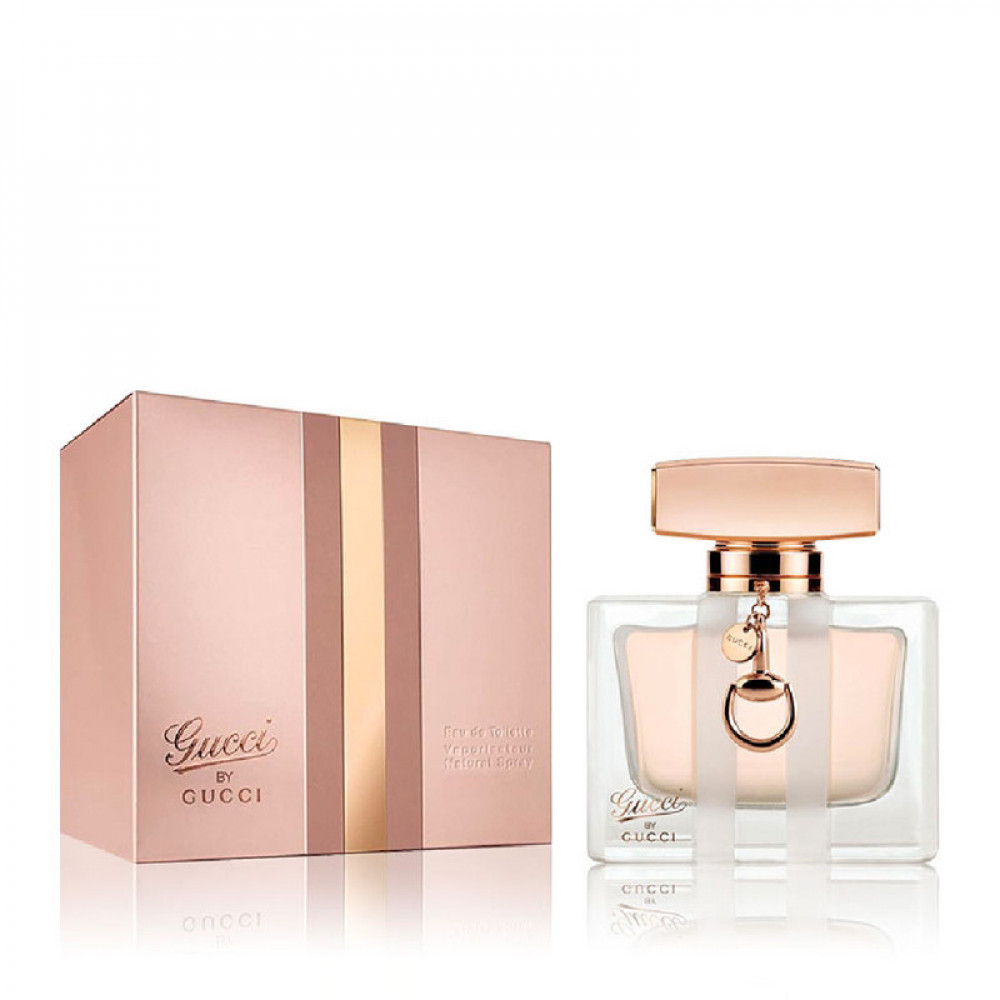 Gucci
BY
GUCCI
Eau de Toilette
Vaporisateur
Natural Spray
GUCCI
Gucci
BY
GUCCI